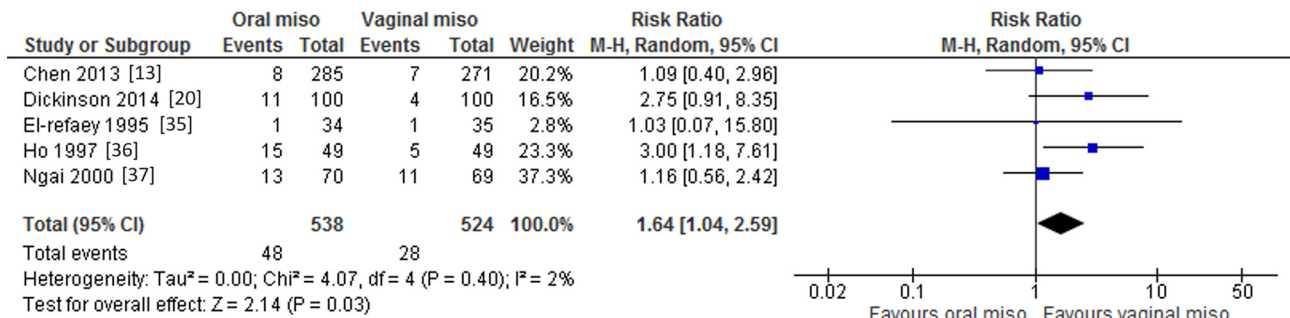 Oral miso Vaginal miso Risk Ratio Risk Ratio
Study or Subgroup Events Total Events Total Weight M-H, Random, 95% CI M-H, Random, 95% CI
Chen 2013 [13] 8 285 7 271 20.2% 1.09 [0.40, 2.96]
Dickinson 2014 [20] 11 100 4 100 16.5% 2.75 [0.91, 8.35]
El-refaey 1995 [35] 1 34 1 35 2.8% 1.03 [0.07, 15.80]
Ho 1997 [36] 15 49 5 49 23.3% 3.00 [1.18, 7.61]
Ngai 2000 [37] 13 70 11 69 37.3% 1.16 [0.56, 2.42]
Total (95% CI) 538 524 100.0% 1.64 [1.04, 2.59]
Total events 48 28
Heterogeneity: Tau² = 0.00; Chi² = 4.07, df = 4 (P = 0.40); I² = 2%
Test for overall effect: Z = 2.14 (P = 0.03)
0.02 0.1 1 10 50
Favours oral miso Favours vaginal miso